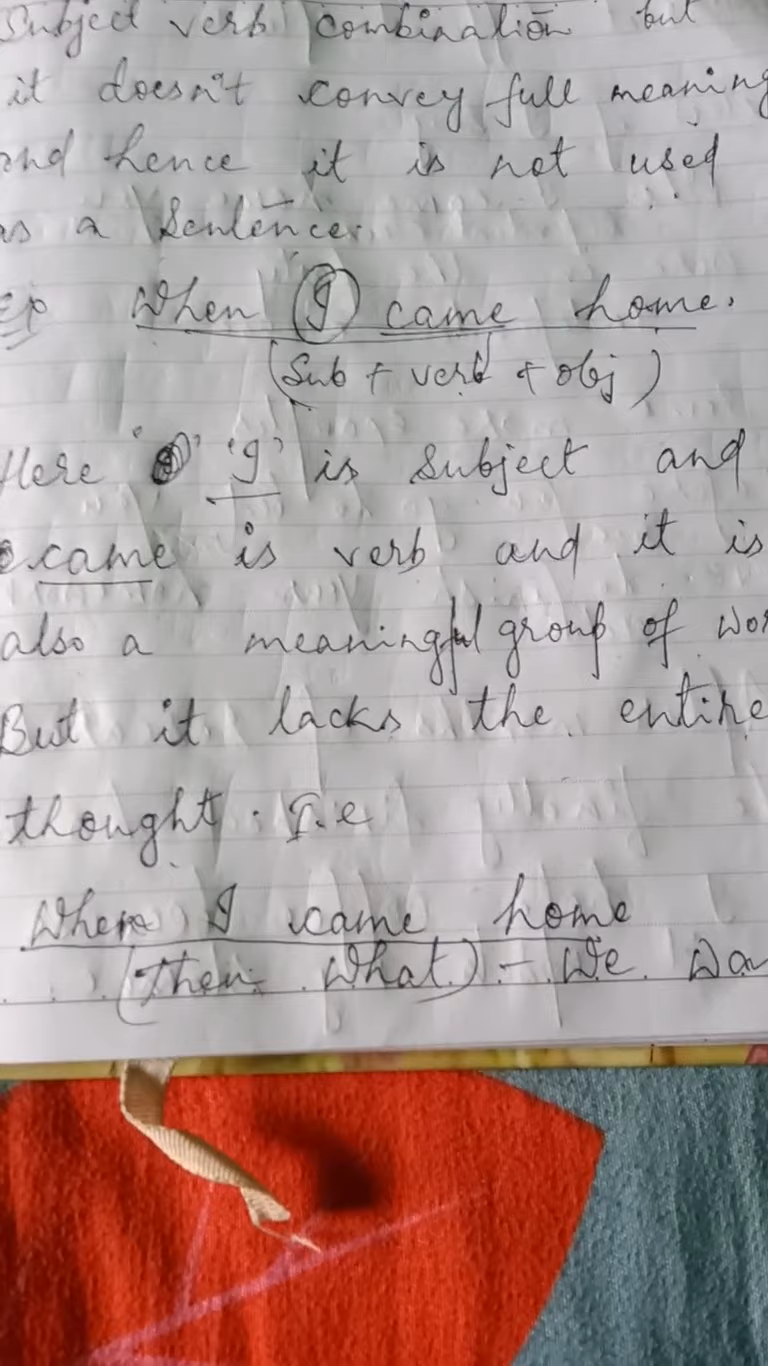 Subject verb combination but
it doesn't convey full meaning
and hence it is not used
as a Sentence.
Ep When I came home.
(Sub + verb + obj)
Here 'I' is subject and
came is verb and it is
also a meaningful group of wor
But it lacks the entire
thought. I.e
When I came home
(Then What) - We wan